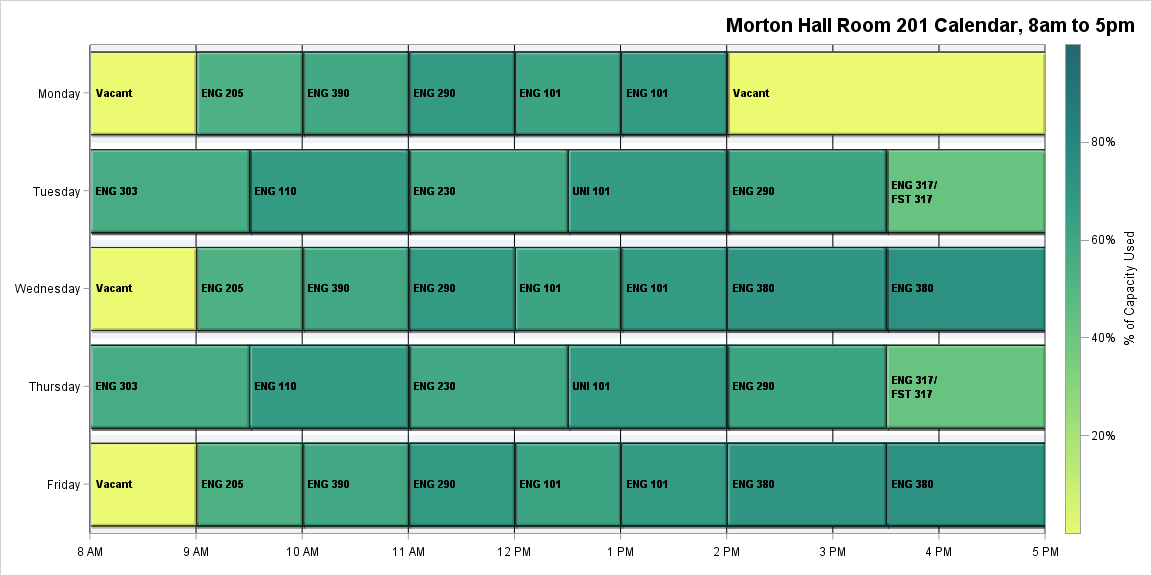 Morton Hall Room 201 Calendar, 8am to 5pm
Monday
Vacant
ENG 205
ENG 390
ENG 290
ENG 101
ENG 101
Vacant
Tuesday
ENG 303
ENG 110
ENG 230
UNI 101
ENG 290
ENG 317/
FST 317
Wednesday
Vacant
ENG 205
ENG 390
ENG 290
ENG 101
ENG 101
ENG 380
ENG 380
Thursday
ENG 303
ENG 110
ENG 230
UNI 101
ENG 290
ENG 317/
FST 317
Friday
Vacant
ENG 205
ENG 390
ENG 290
ENG 101
ENG 101
ENG 380
ENG 380
8 AM
9 AM
10 AM
11 AM
12 PM
1 PM
2 PM
3 PM
4 PM
5 PM
80%
60%
40%
20%
% of Capacity Used